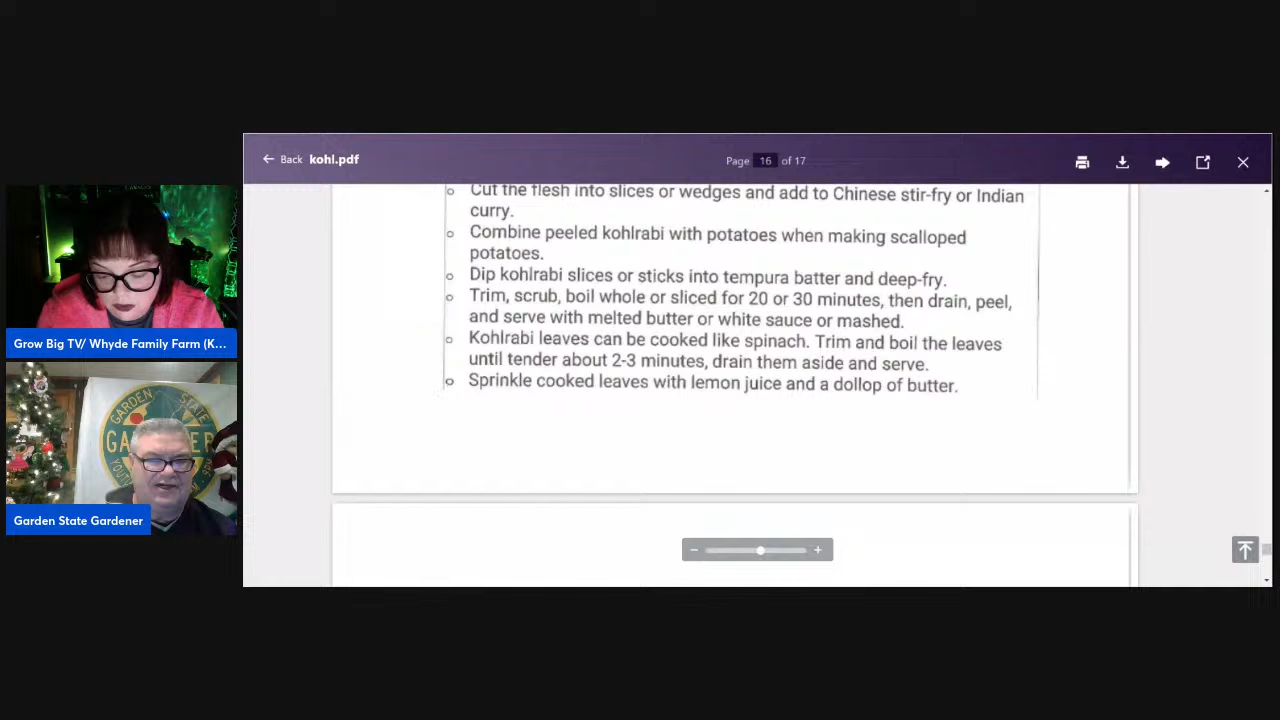 Back kohl.pdf
Page 16 of 17
Cut the flesh into slices or wedges and add to Chinese stir-fry or Indian
curry.
Combine peeled kohlrabi with potatoes when making scalloped
potatoes.
Dip kohlrabi slices or sticks into tempura batter and deep-fry.
Trim, scrub, boil whole or sliced for 20 or 30 minutes, then drain, peel,
and serve with melted butter or white sauce or mashed.
Kohlrabi leaves can be cooked like spinach. Trim and boil the leaves
until tender about 2-3 minutes, drain them aside and serve.
Sprinkle cooked leaves with lemon juice and a dollop of butter.
Grow Big TV/ Whyde Family Farm (K...
GARDEN STATE
Garden State Gardener